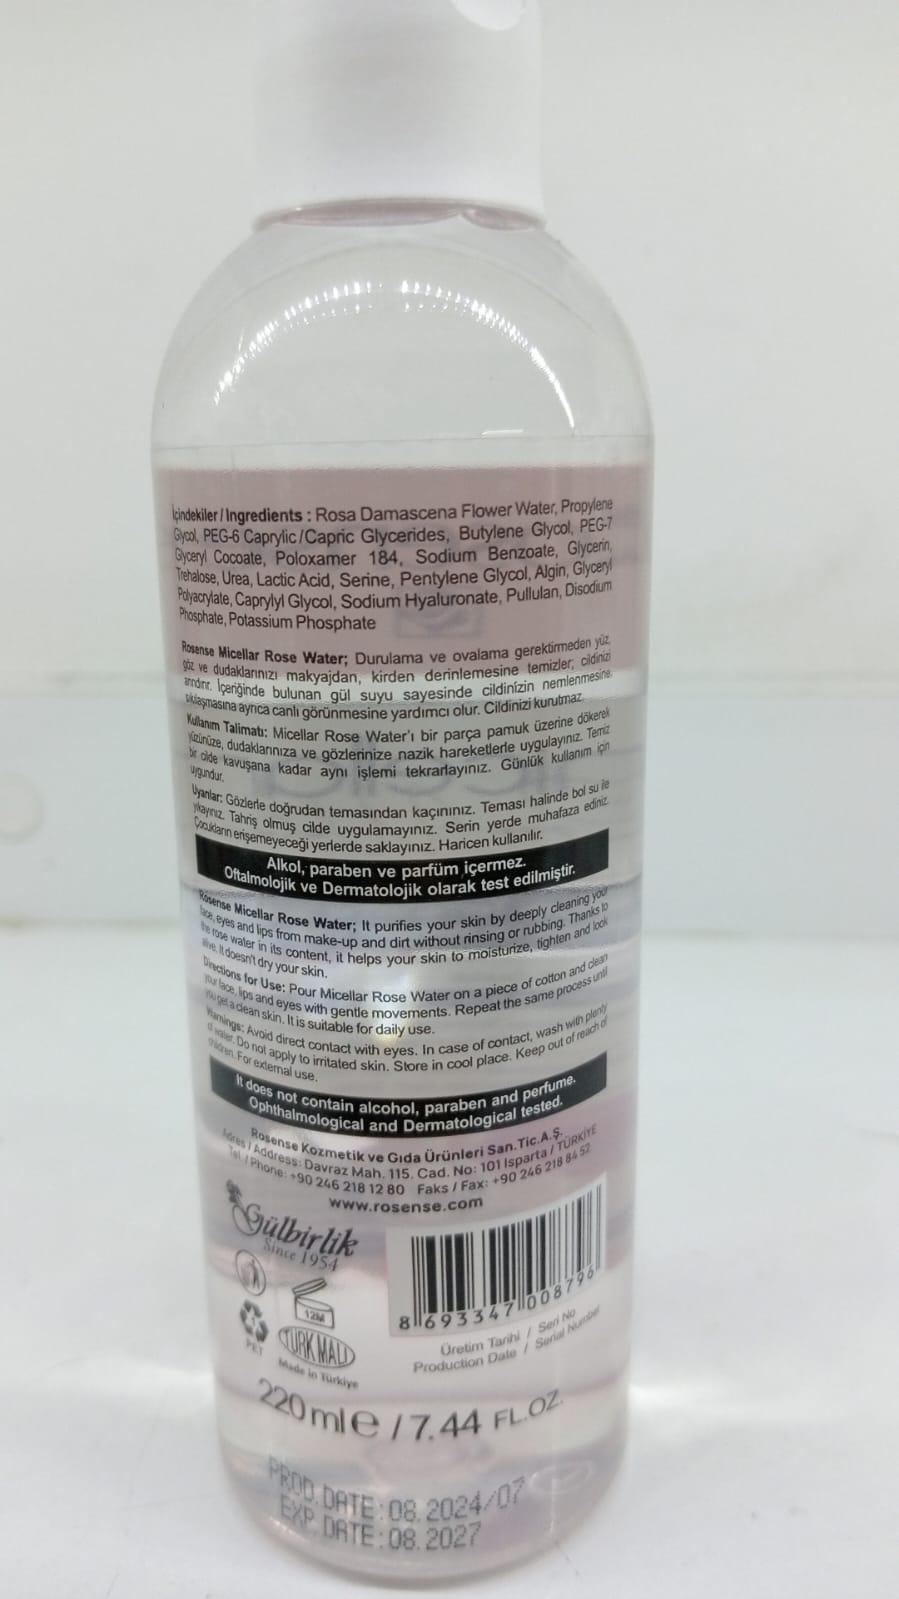 İçindekiler / Ingredients : Rosa Damascena Flower Water, Propylene
Glycol, PEG-6 Caprylic/Capric Glycerides, Butylene Glycol, PEG-7
Glyceryl Cocoate, Poloxamer 184, Sodium Benzoate, Glycerin,
Trehalose, Urea, Lactic Acid, Serine, Pentylene Glycol, Algin, Glyceryl
Polyacrylate, Caprylyl Glycol, Sodium Hyaluronate, Pullulan, Disodium
Phosphate, Potassium Phosphate
Rosense Micellar Rose Water; Durulama ve ovalama gerektirmeden yüz,
göz ve dudaklarınızı makyajdan, kirden derinlemesine temizler, cildinizi
arındırır. İçeriğinde bulunan gül suyu sayesinde cildinizin nemlenmesine,
sıkılaşmasına ayrıca canlı görünmesine yardımcı olur. Cildinizi kurutmaz.
Kullanım Talimatı: Micellar Rose Water'ı bir parça pamuk üzerine dökerek
yüzünüze, dudaklarınıza ve gözlerinize nazik hareketlerle uygulayınız. Temiz
bir cilde kavuşana kadar aynı işlemi tekrarlayınız. Günlük kullanım için
uygundur.
Uyarılar: Gözlerle doğrudan temasından kaçınınız. Teması halinde bol su ile
yıkayınız. Tahriş olmuş cilde uygulamayınız. Serin yerde muhafaza ediniz.
Çocukların erişemeyeceği yerlerde saklayınız. Haricen kullanılır.
Alkol, paraben ve parfüm içermez.
Oftalmolojik ve Dermatolojik olarak test edilmiştir.
Rosense Micellar Rose Water; It purifies your skin by deeply cleaning your
face, eyes and lips from make-up and dirt without rinsing or rubbing. Thanks to
the rose water in its content, it helps your skin to moisturize, tighten and look
alive. It doesn't dry your skin.
Directions for Use: Pour Micellar Rose Water on a piece of cotton and clean
your face, lips and eyes with gentle movements. Repeat the same process until
you get a clean skin. It is suitable for daily use.
Warnings: Avoid direct contact with eyes. In case of contact, wash with plenty
of water. Do not apply to irritated skin. Store in cool place. Keep out of reach of
children. For external use.
It does not contain alcohol, paraben and perfume.
Ophthalmological and Dermatological tested.
Rosense Kozmetik ve Gıda Ürünleri San.Tic.A.Ş.
Adres / Address: Davraz Mah. 115. Cad. No: 101 Isparta / TÜRKİYE
Tel. / Phone: +90 246 218 12 80 Faks / Fax: +90 246 218 84 52
www.rosense.com
Gülbirlik
Since 1954
12M
PET
TÜRK MALI
Made in Türkiye
8 693347 008796
Üretim Tarihi / Seri No
Production Date / Serial Number
220 ml e / 7.44 FL.OZ.
PROD. DATE: 08. 2024/07
EXP. DATE: 08. 2027